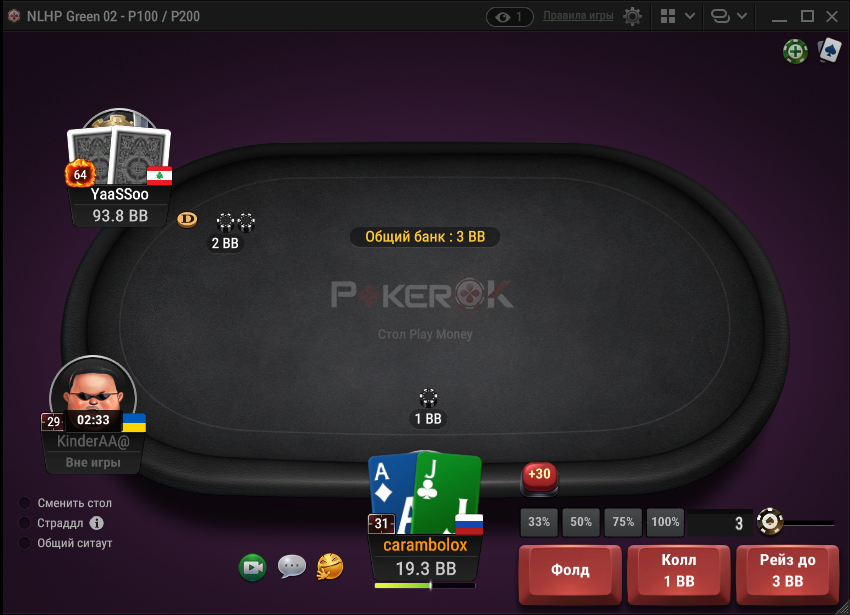 NLHP Green 02 - P100 / P200
1
Правила игры
64
YaaSSoo
93.8 BB
D
2 BB
Общий банк : 3 BB
POKEROK
Стол Play Money
1 BB
29
02:33
KinderAA@
Вне игры
A
J
A
J
31
carambolox
19.3 BB
+30
Сменить стол
Страддл i
Общий ситаут
33%
50%
75%
100%
3
Фолд
Колл
1 BB
Рейз до
3 BB